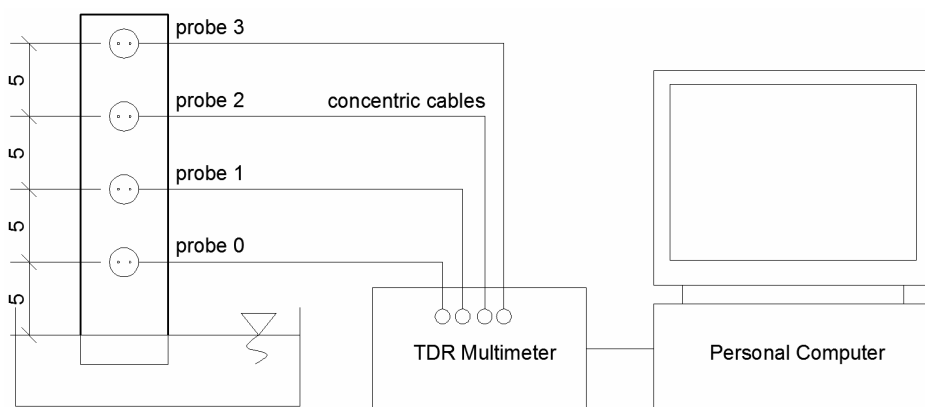 probe 3
5
probe 2
concentric cables
5
probe 1
5
probe 0
5
TDR Multimeter
Personal Computer